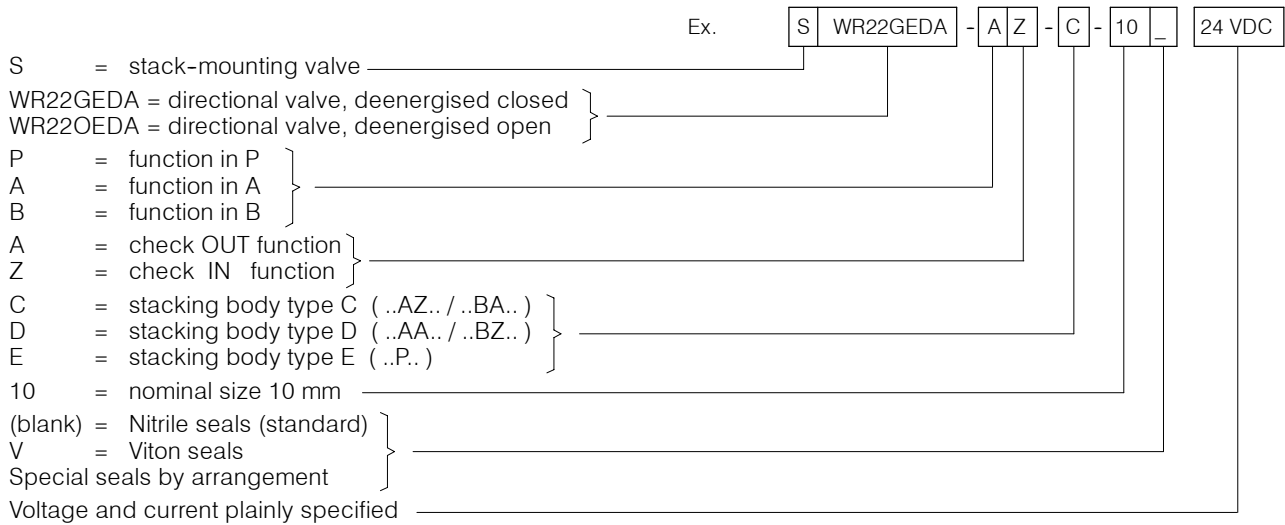 Ex. S WR22GEDA - A Z - C - 10 _ 24 VDC
S = stack-mounting valve
WR22GEDA = directional valve, deenergised closed
WR22OEDA = directional valve, deenergised open
P = function in P
A = function in A
B = function in B
A = check OUT function
Z = check IN function
C = stacking body type C ( ..AZ.. / ..BA.. )
D = stacking body type D ( ..AA.. / ..BZ.. )
E = stacking body type E ( ..P.. )
10 = nominal size 10 mm
(blank) = Nitrile seals (standard)
V = Viton seals
Special seals by arrangement
Voltage and current plainly specified